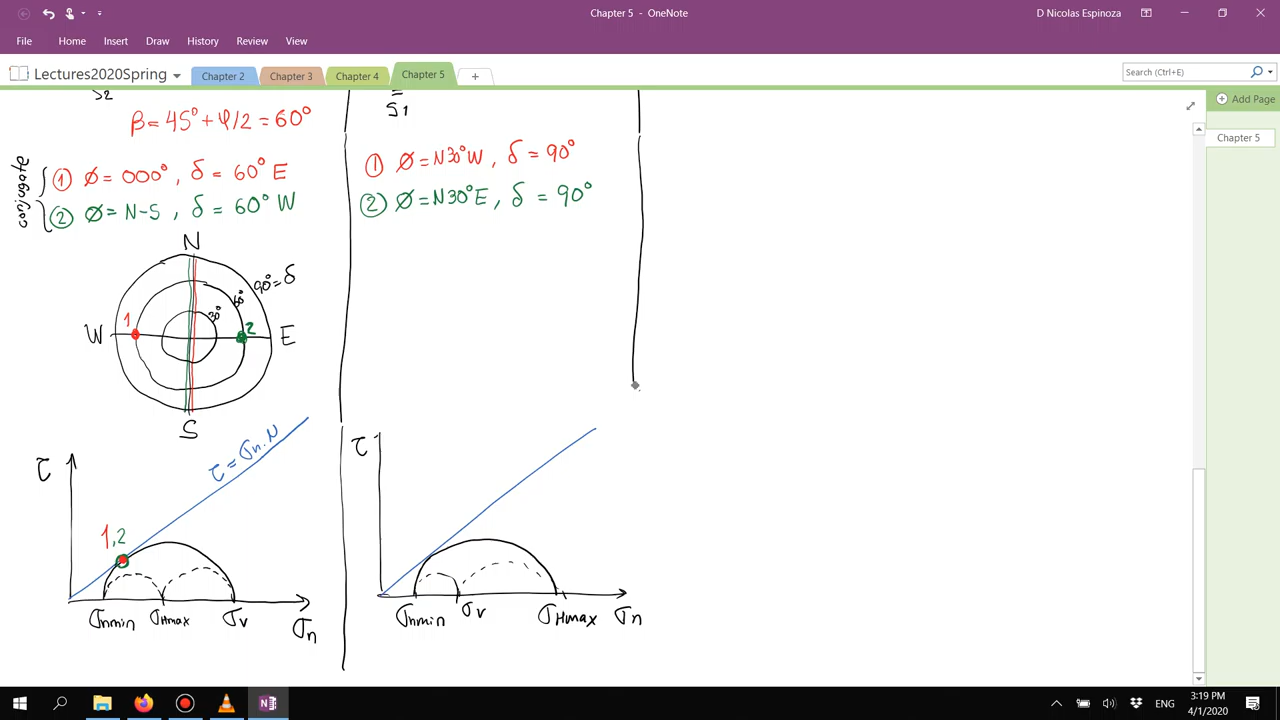 Chapter 5 - OneNote
D Nicolas Espinoza
File Home Insert Draw History Review View
Lectures2020Spring
Chapter 2 Chapter 3 Chapter 4 Chapter 5 +
Search (Ctrl+E)
Add Page
Chapter 5
S2
β = 45° + φ/2 = 60°
conjugate
① ø = 000°, δ = 60° E
② ø = N-S, δ = 60° W
N
90° = δ
60°
30°
1
2
W
E
S
τ
τ = σn.N
1,2
σhmin σHmax σv σn
S1
① ø = N30°W, δ = 90°
② ø = N30°E, δ = 90°
τ
σhmin σv σHmax σn
ENG
3:19 PM
4/1/2020